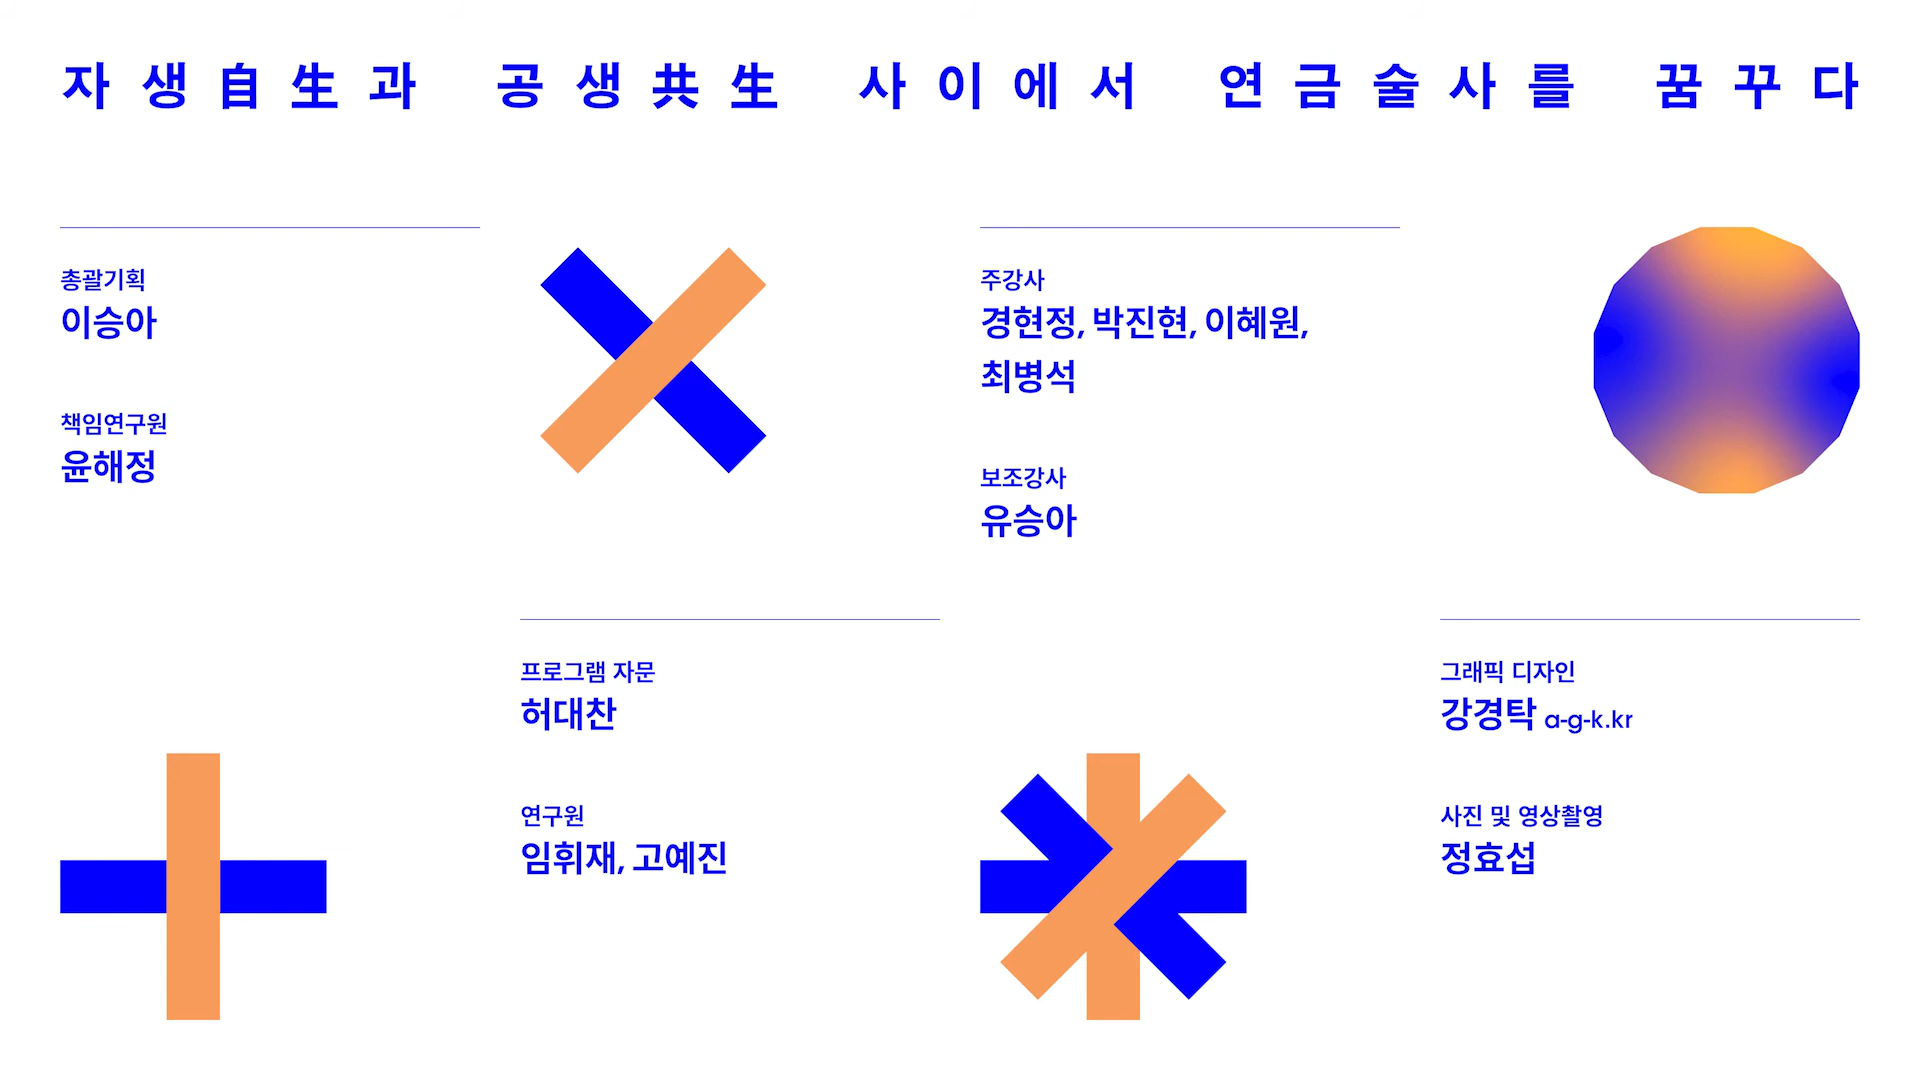 자생自生과 공생共生 사이에서 연금술사를 꿈꾸다
총괄기획
이승아
책임연구원
윤해정
주강사
경현정, 박진현, 이혜원,
최병석
보조강사
유승아
프로그램 자문
허대찬
연구원
임휘재, 고예진
그래픽 디자인
강경탁 a-g-k.kr
사진 및 영상촬영
정효섭